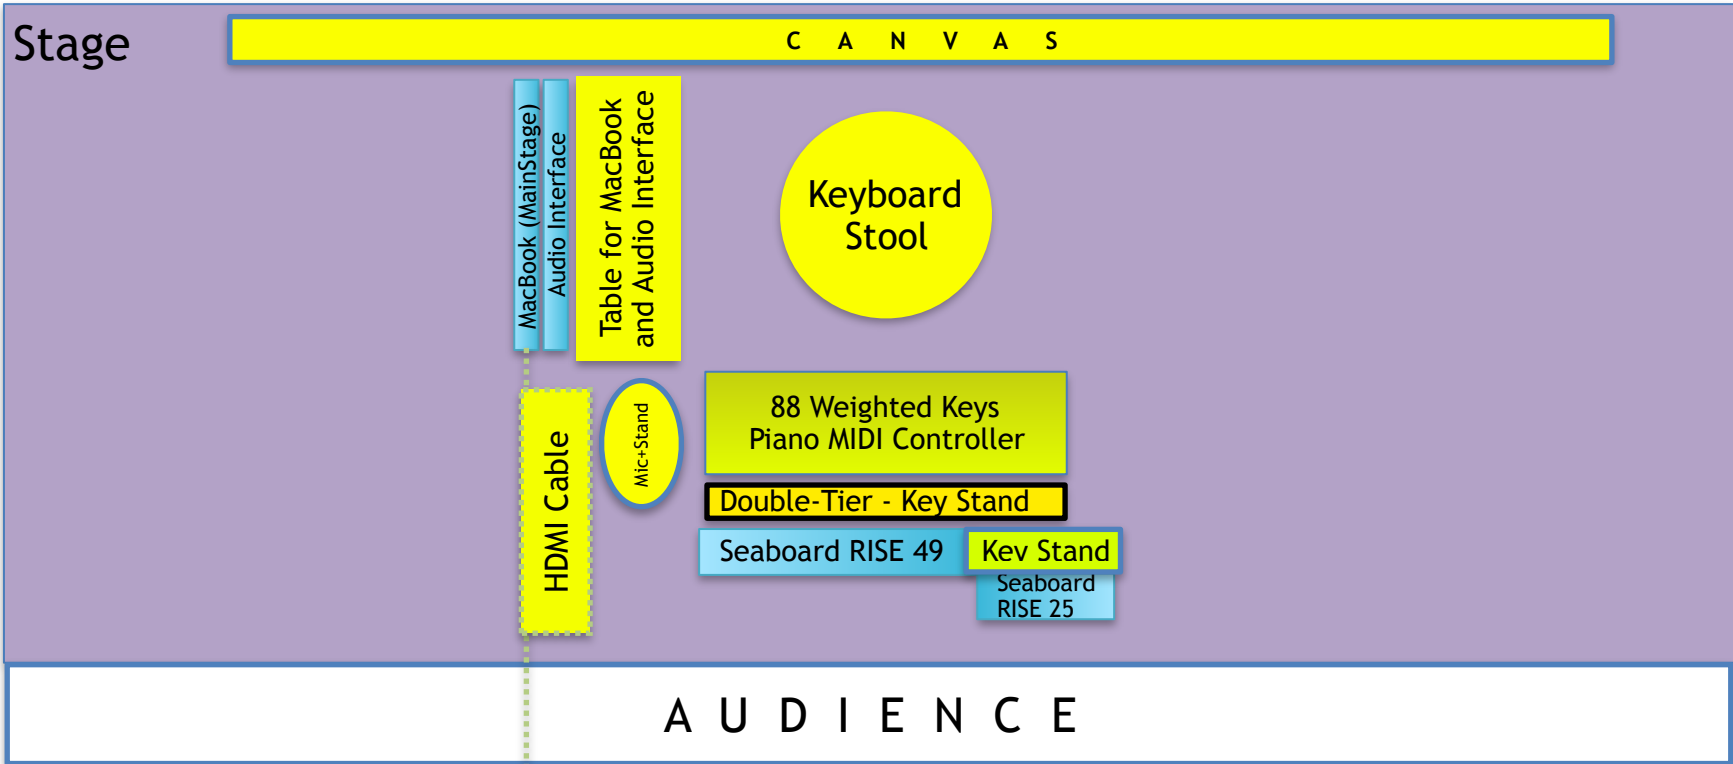 Stage
C A N V A S
MacBook (MainStage)
Audio Interface
Table for MacBook
and Audio Interface
Keyboard
Stool
HDMI Cable
Mic+Stand
88 Weighted Keys
Piano MIDI Controller
Double-Tier - Key Stand
Seaboard RISE 49
Kev Stand
Seaboard
RISE 25
A U D I E N C E